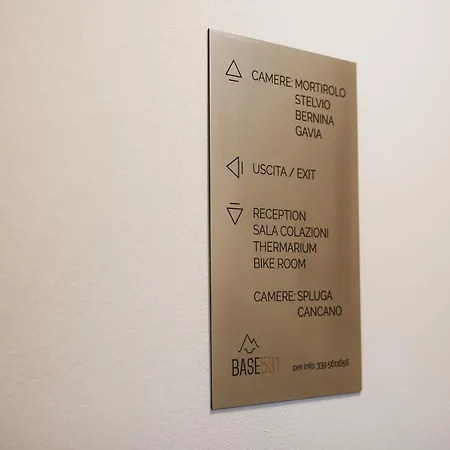 CAMERE: MORTIROLO
STELVIO
BERNINA
GAVIA
USCITA / EXIT
RECEPTION
SALA COLAZIONI
THERMARIUM
BIKE ROOM
CAMERE: SPLUGA
CANCANO
BASE531
per info: 339 5811656